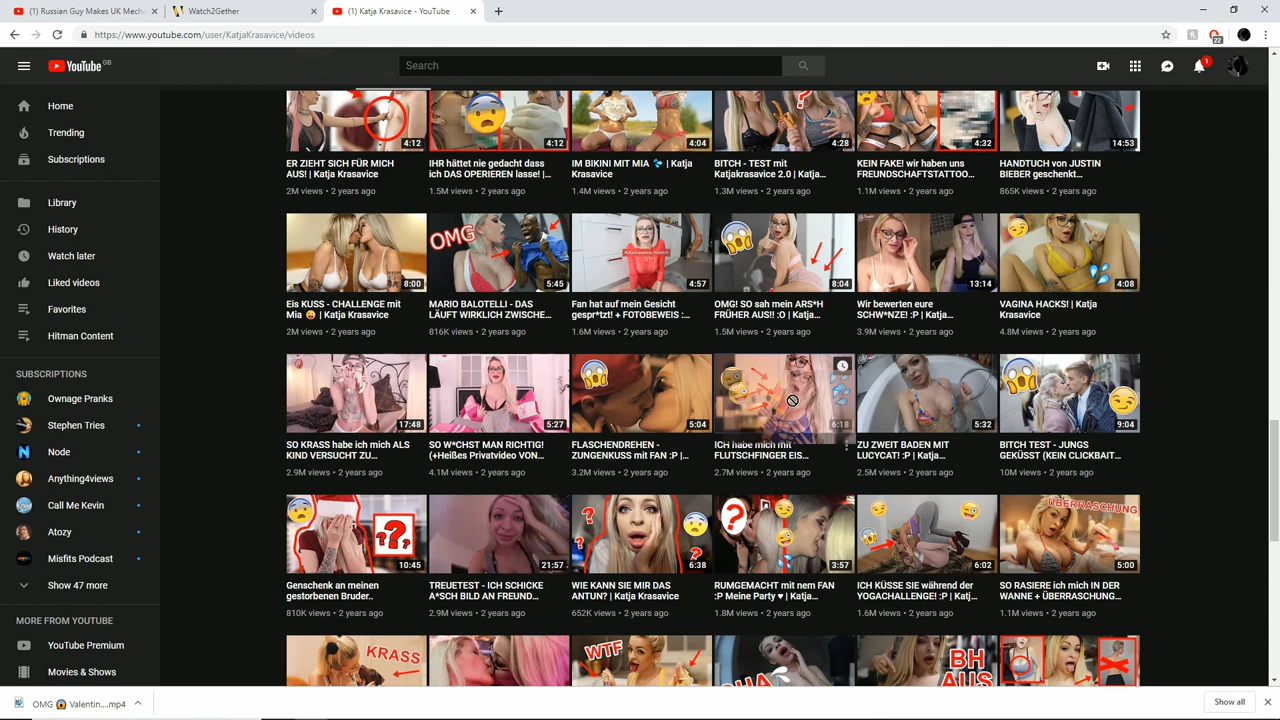 (1) Russian Guy Makes UK Mech
Watch2Gether
(1) Katja Krasavice - YouTube
https://www.youtube.com/user/KatjaKrasavice/videos
22
YouTube GB
Search
1
Home
Trending
Subscriptions
Library
History
Watch later
Liked videos
Favorites
Hitman Content
SUBSCRIPTIONS
Ownage Pranks
Stephen Tries
Node
Anything4views
Call Me Kevin
Atozy
Misfits Podcast
Show 47 more
MORE FROM YOUTUBE
YouTube Premium
Movies & Shows
4:12
4:12
4:04
?
4:28
4:32
14:53
ER ZIEHT SICH FÜR MICH
AUS! | Katja Krasavice
2M views • 2 years ago
IHR hättet nie gedacht dass
ich DAS OPERIEREN lasse! |...
1.5M views • 2 years ago
IM BIKINI MIT MIA 💦 | Katja
Krasavice
1.4M views • 2 years ago
BITCH - TEST mit
Katjakrasavice 2.0 | Katja...
1.3M views • 2 years ago
KEIN FAKE! wir haben uns
FREUNDSCHAFTSTATTOO...
1.1M views • 2 years ago
HANDTUCH von JUSTIN
BIEBER geschenkt...
865K views • 2 years ago
8:00
OMG
5:45
4:57
8:04
13:14
4:08
Eis KUSS - CHALLENGE mit
Mia 😜 | Katja Krasavice
2M views • 2 years ago
MARIO BALOTELLI - DAS
LÄUFT WIRKLICH ZWISCHE...
816K views • 2 years ago
Fan hat auf mein Gesicht
gespr*tzt! + FOTOBEWEIS :...
1.6M views • 2 years ago
OMG! SO sah mein ARS*H
FRÜHER AUS!! :O | Katja...
1.5M views • 2 years ago
Wir bewerten eure
SCHW*NZE! :P | Katja...
3.9M views • 2 years ago
VAGINA HACKS! | Katja
Krasavice
4.8M views • 2 years ago
17:48
5:27
5:04
6:18
5:32
9:04
SO KRASS habe ich mich ALS
KIND VERSUCHT ZU...
2.9M views • 2 years ago
SO W*CHST MAN RICHTIG!
(+Heißes Privatvideo VON...
4.1M views • 2 years ago
FLASCHENDREHEN -
ZUNGENKUSS mit FAN :P |...
3.2M views • 2 years ago
ICH habe mich mit
FLUTSCHFINGER EIS...
2.7M views • 2 years ago
ZU ZWEIT BADEN MIT
LUCYCAT! :P | Katja...
2.5M views • 2 years ago
BITCH TEST - JUNGS
GEKÜSST (KEIN CLICKBAIT...
10M views • 2 years ago
??
10:45
21:57
?
?
?
6:38
?
3:57
6:02
ÜBERRASCHUNG
5:00
Genschenk an meinen
gestorbenen Bruder..
810K views • 2 years ago
TREUETEST - ICH SCHICKE
A*SCH BILD AN FREUND...
2.9M views • 2 years ago
WIE KANN SIE MIR DAS
ANTUN? | Katja Krasavice
652K views • 2 years ago
RUMGEMACHT mit nem FAN
:P Meine Party ♥ | Katja...
1.8M views • 2 years ago
ICH KÜSSE SIE während der
YOGACHALLENGE! :P | Katj...
1.6M views • 2 years ago
SO RASIERE ich mich IN DER
WANNE + ÜBERRASCHUNG...
1.1M views • 2 years ago
KRASS
WTF
BH
AUS
OMG 😱 Valentin....mp4
Show all